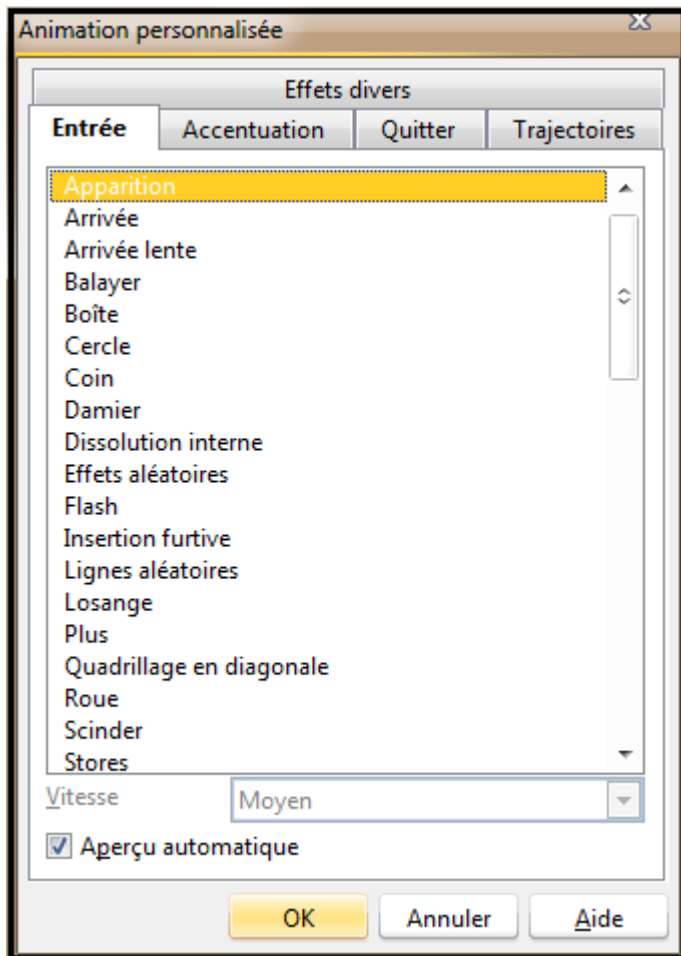 Animation personnalisée
Effets divers
Entrée Accentuation Quitter Trajectoires
Apparition
Arrivée
Arrivée lente
Balayer
Boîte
Cercle
Coin
Damier
Dissolution interne
Effets aléatoires
Flash
Insertion furtive
Lignes aléatoires
Losange
Plus
Quadrillage en diagonale
Roue
Scinder
Stores
Vitesse Moyen
Aperçu automatique
OK Annuler Aide